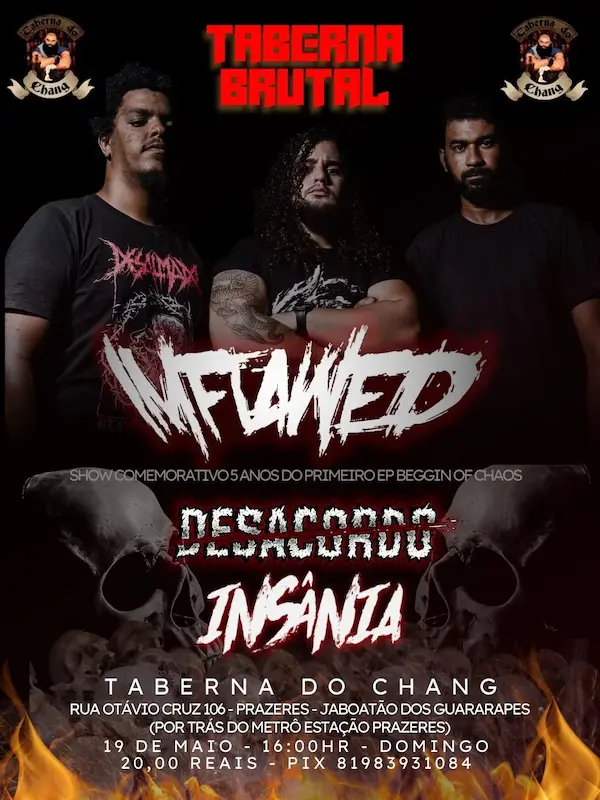 Taberna do
Chang
TABERNA
BRUTAL
Taberna do
Chang
DESALMADO
IMFLAWED
SHOW COMEMORATIVO 5 ANOS DO PRIMEIRO EP BEGGIN OF CHAOS
DESACORDO
INSÂNIA
TABERNA DO CHANG
RUA OTÁVIO CRUZ 106 - PRAZERES - JABOATÃO DOS GUARARAPES
(POR TRÁS DO METRÔ ESTAÇÃO PRAZERES)
19 DE MAIO - 16:00HR - DOMINGO
20,00 REAIS - PIX 81983931084